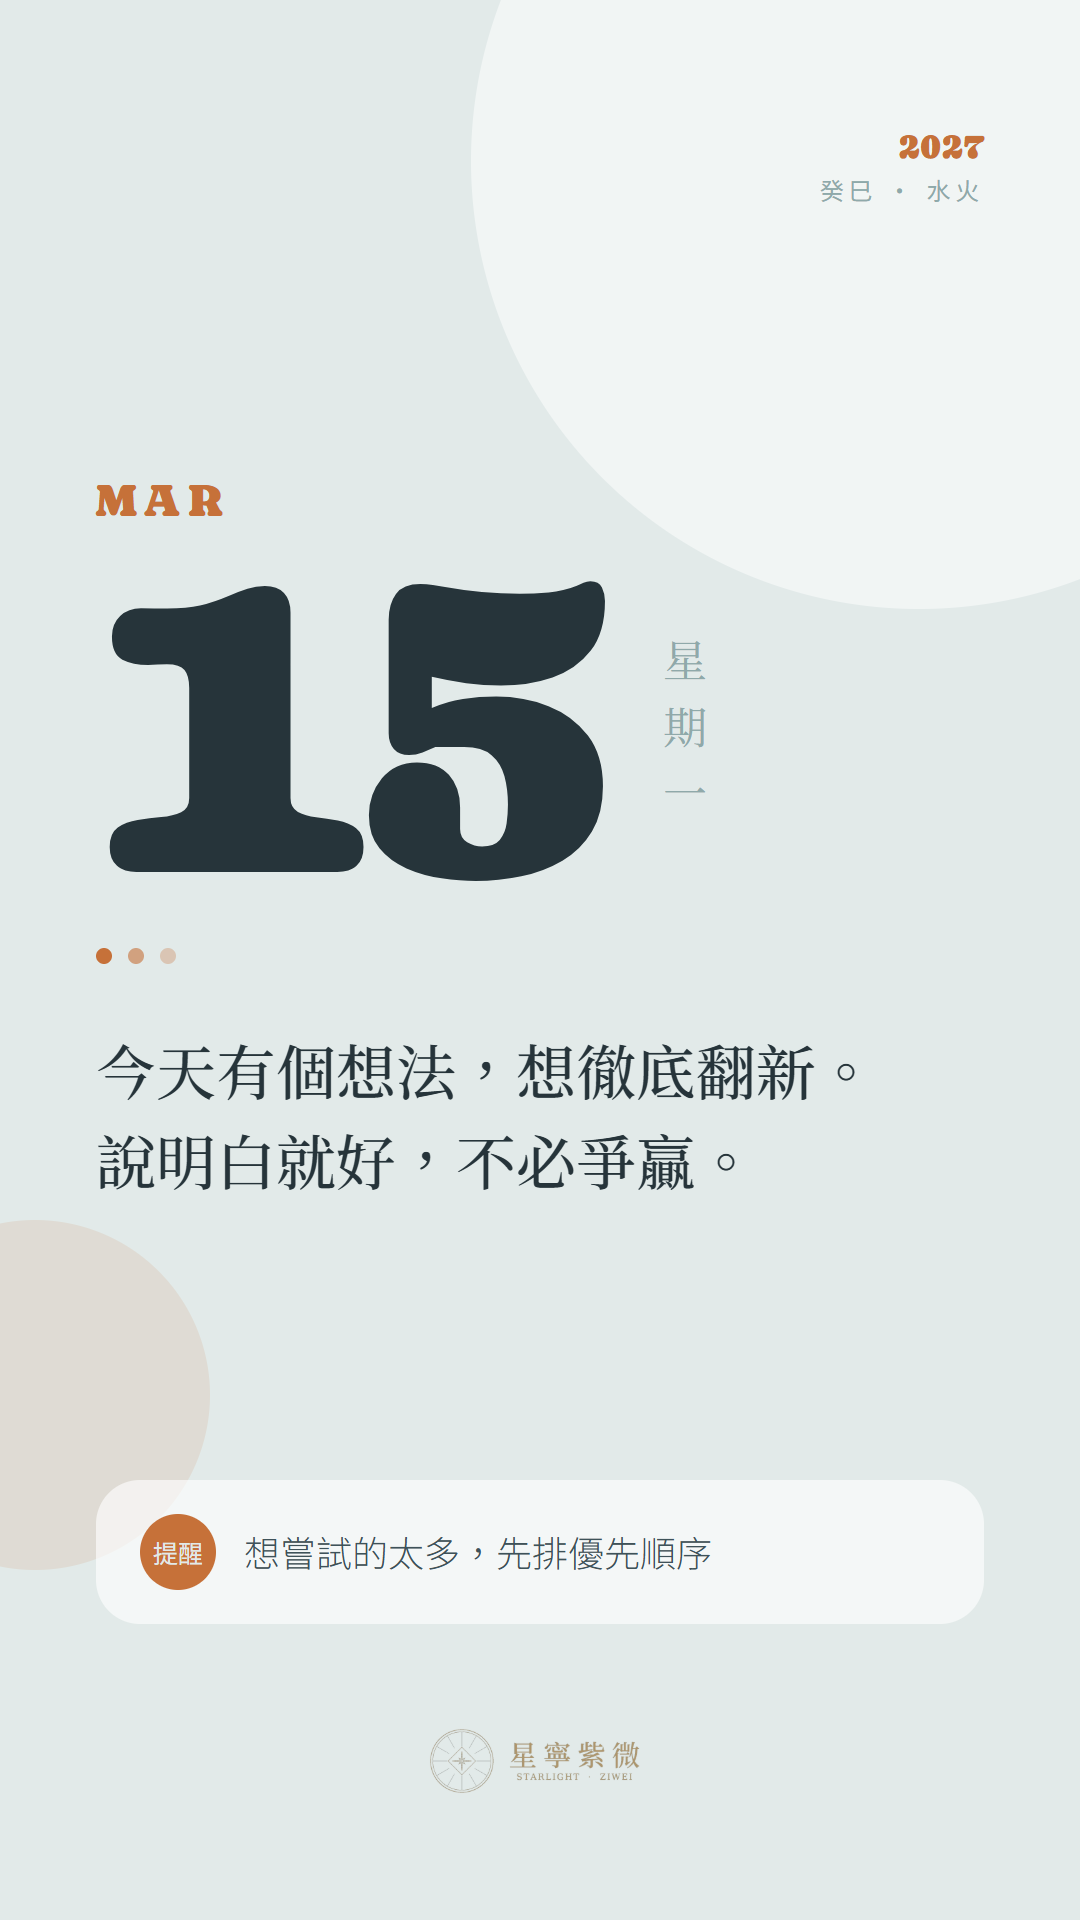 2027
癸巳 · 水火
MAR
15
星期一
今天有個想法，想徹底翻新。
說明白就好，不必爭贏。
提醒
想嘗試的太多，先排優先順序
星寧紫微
STARLIGHT · ZIWEI